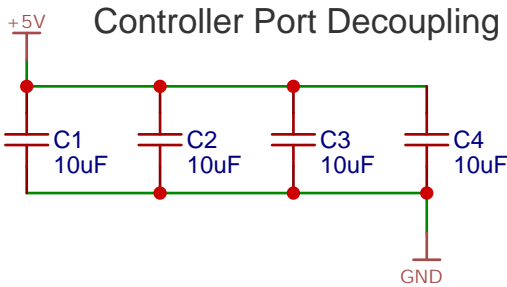 Controller Port Decoupling
+5V
C1
10uF
C2
10uF
C3
10uF
C4
10uF
GND